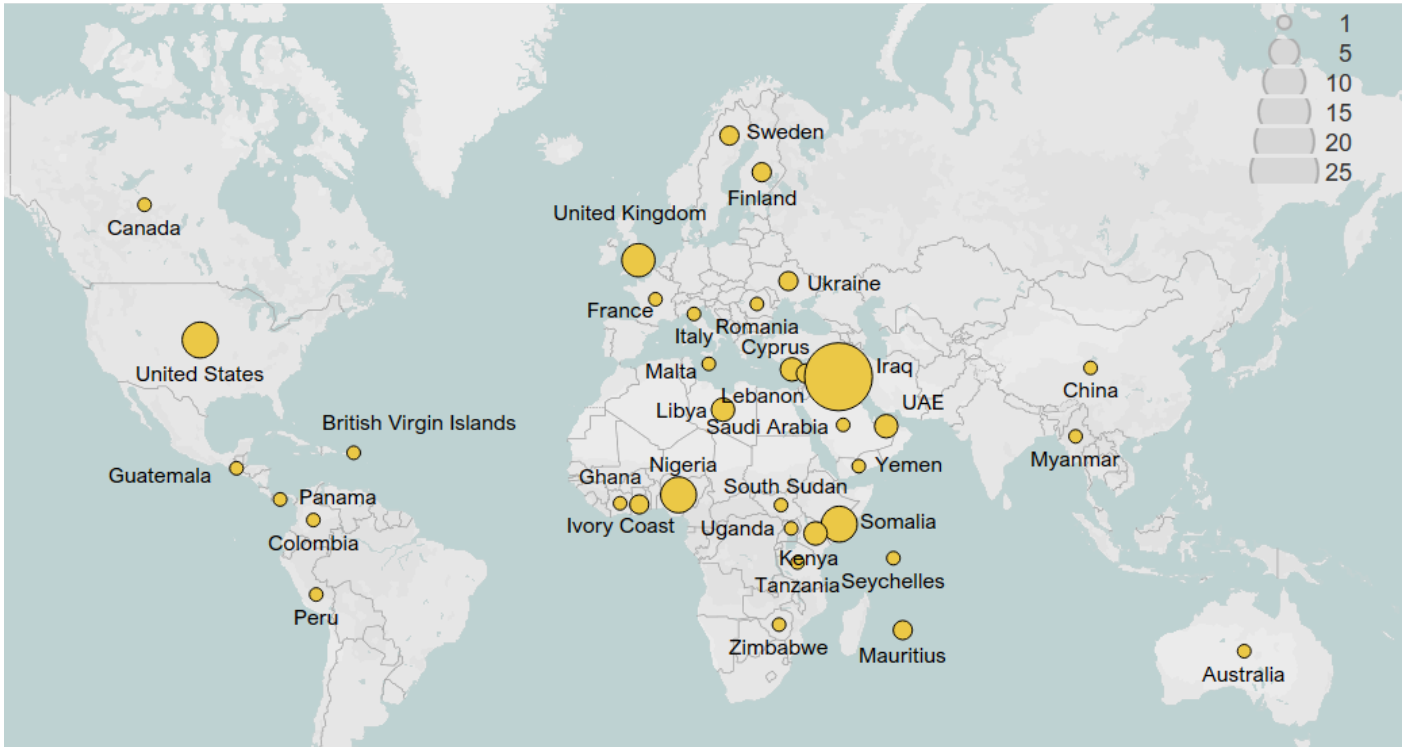 1
5
10
15
20
25
Sweden
Finland
Canada
United Kingdom
Ukraine
France
Italy
Romania
Cyprus
United States
Malta
Iraq
China
Lebanon
UAE
Libya
Saudi Arabia
British Virgin Islands
Myanmar
Guatemala
Nigeria
Yemen
Ghana
South Sudan
Panama
Ivory Coast
Uganda
Somalia
Colombia
Kenya
Tanzania
Seychelles
Peru
Zimbabwe
Mauritius
Australia